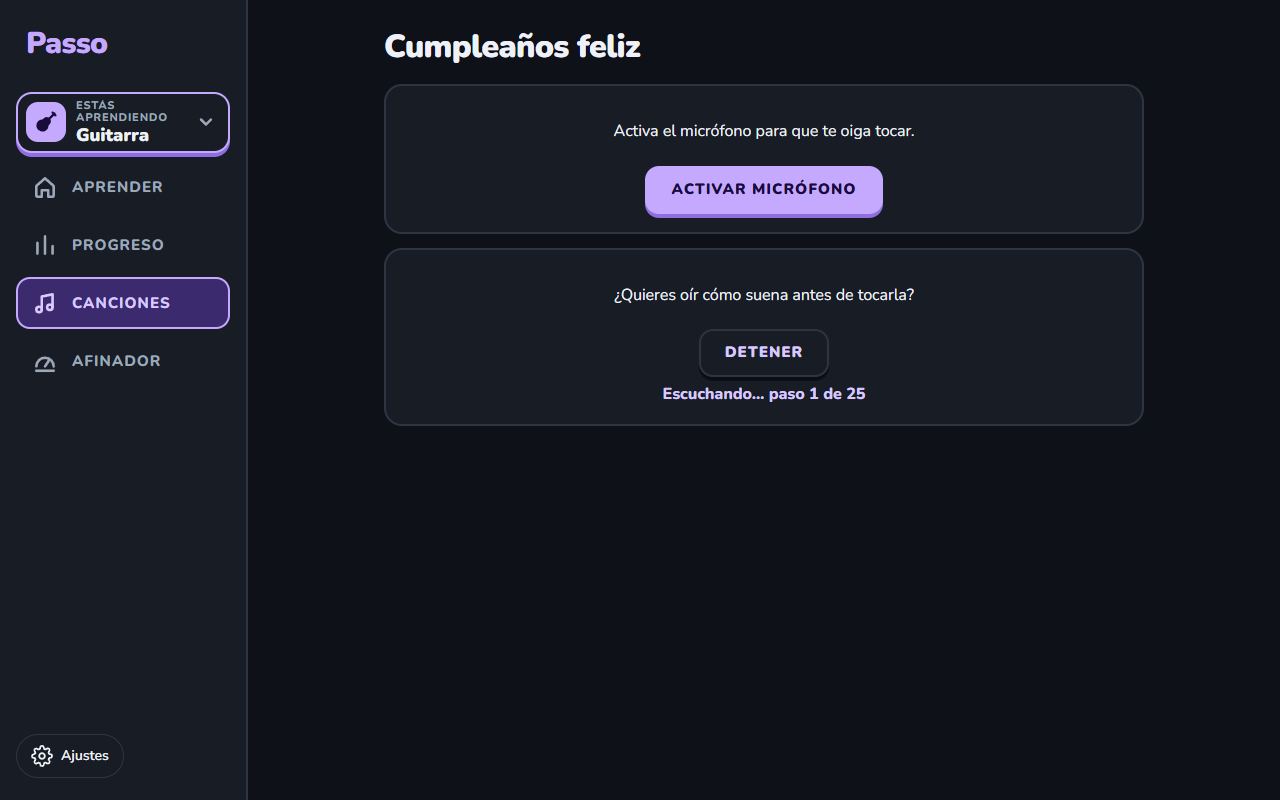 Passo
ESTÁS
APRENDIENDO
Guitarra
APRENDER
PROGRESO
CANCIONES
AFINADOR
Ajustes
Cumpleaños feliz
Activa el micrófono para que te oiga tocar.
ACTIVAR MICRÓFONO
¿Quieres oír cómo suena antes de tocarla?
DETENER
Escuchando... paso 1 de 25